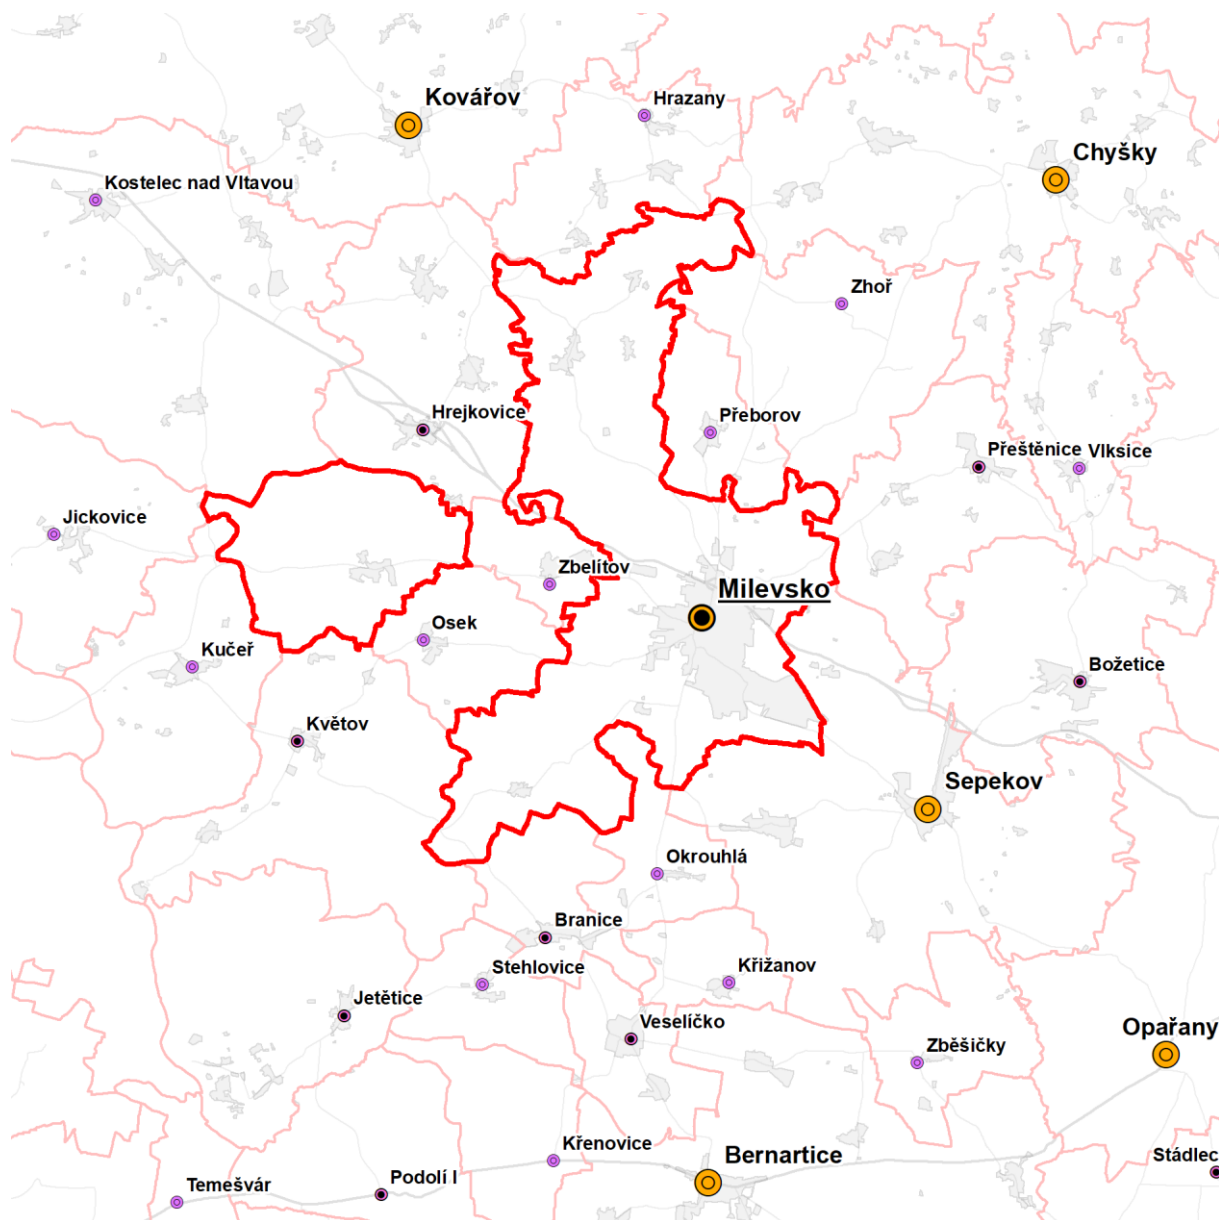 Kovářov
Hrazany
Chyšky
Kostelec nad Vltavou
Zhoř
Hrejkovice
Přeborov
Přeštěnice
Vlksice
Jickovice
Zbelítov
Milevsko
Osek
Kučeř
Božetice
Květov
Sepekov
Okrouhlá
Branice
Stehlovice
Křižanov
Jetětice
Veselíčko
Opařany
Zběšičky
Křenovice
Bernartice
Stádlec
Podolí I
Temešvár